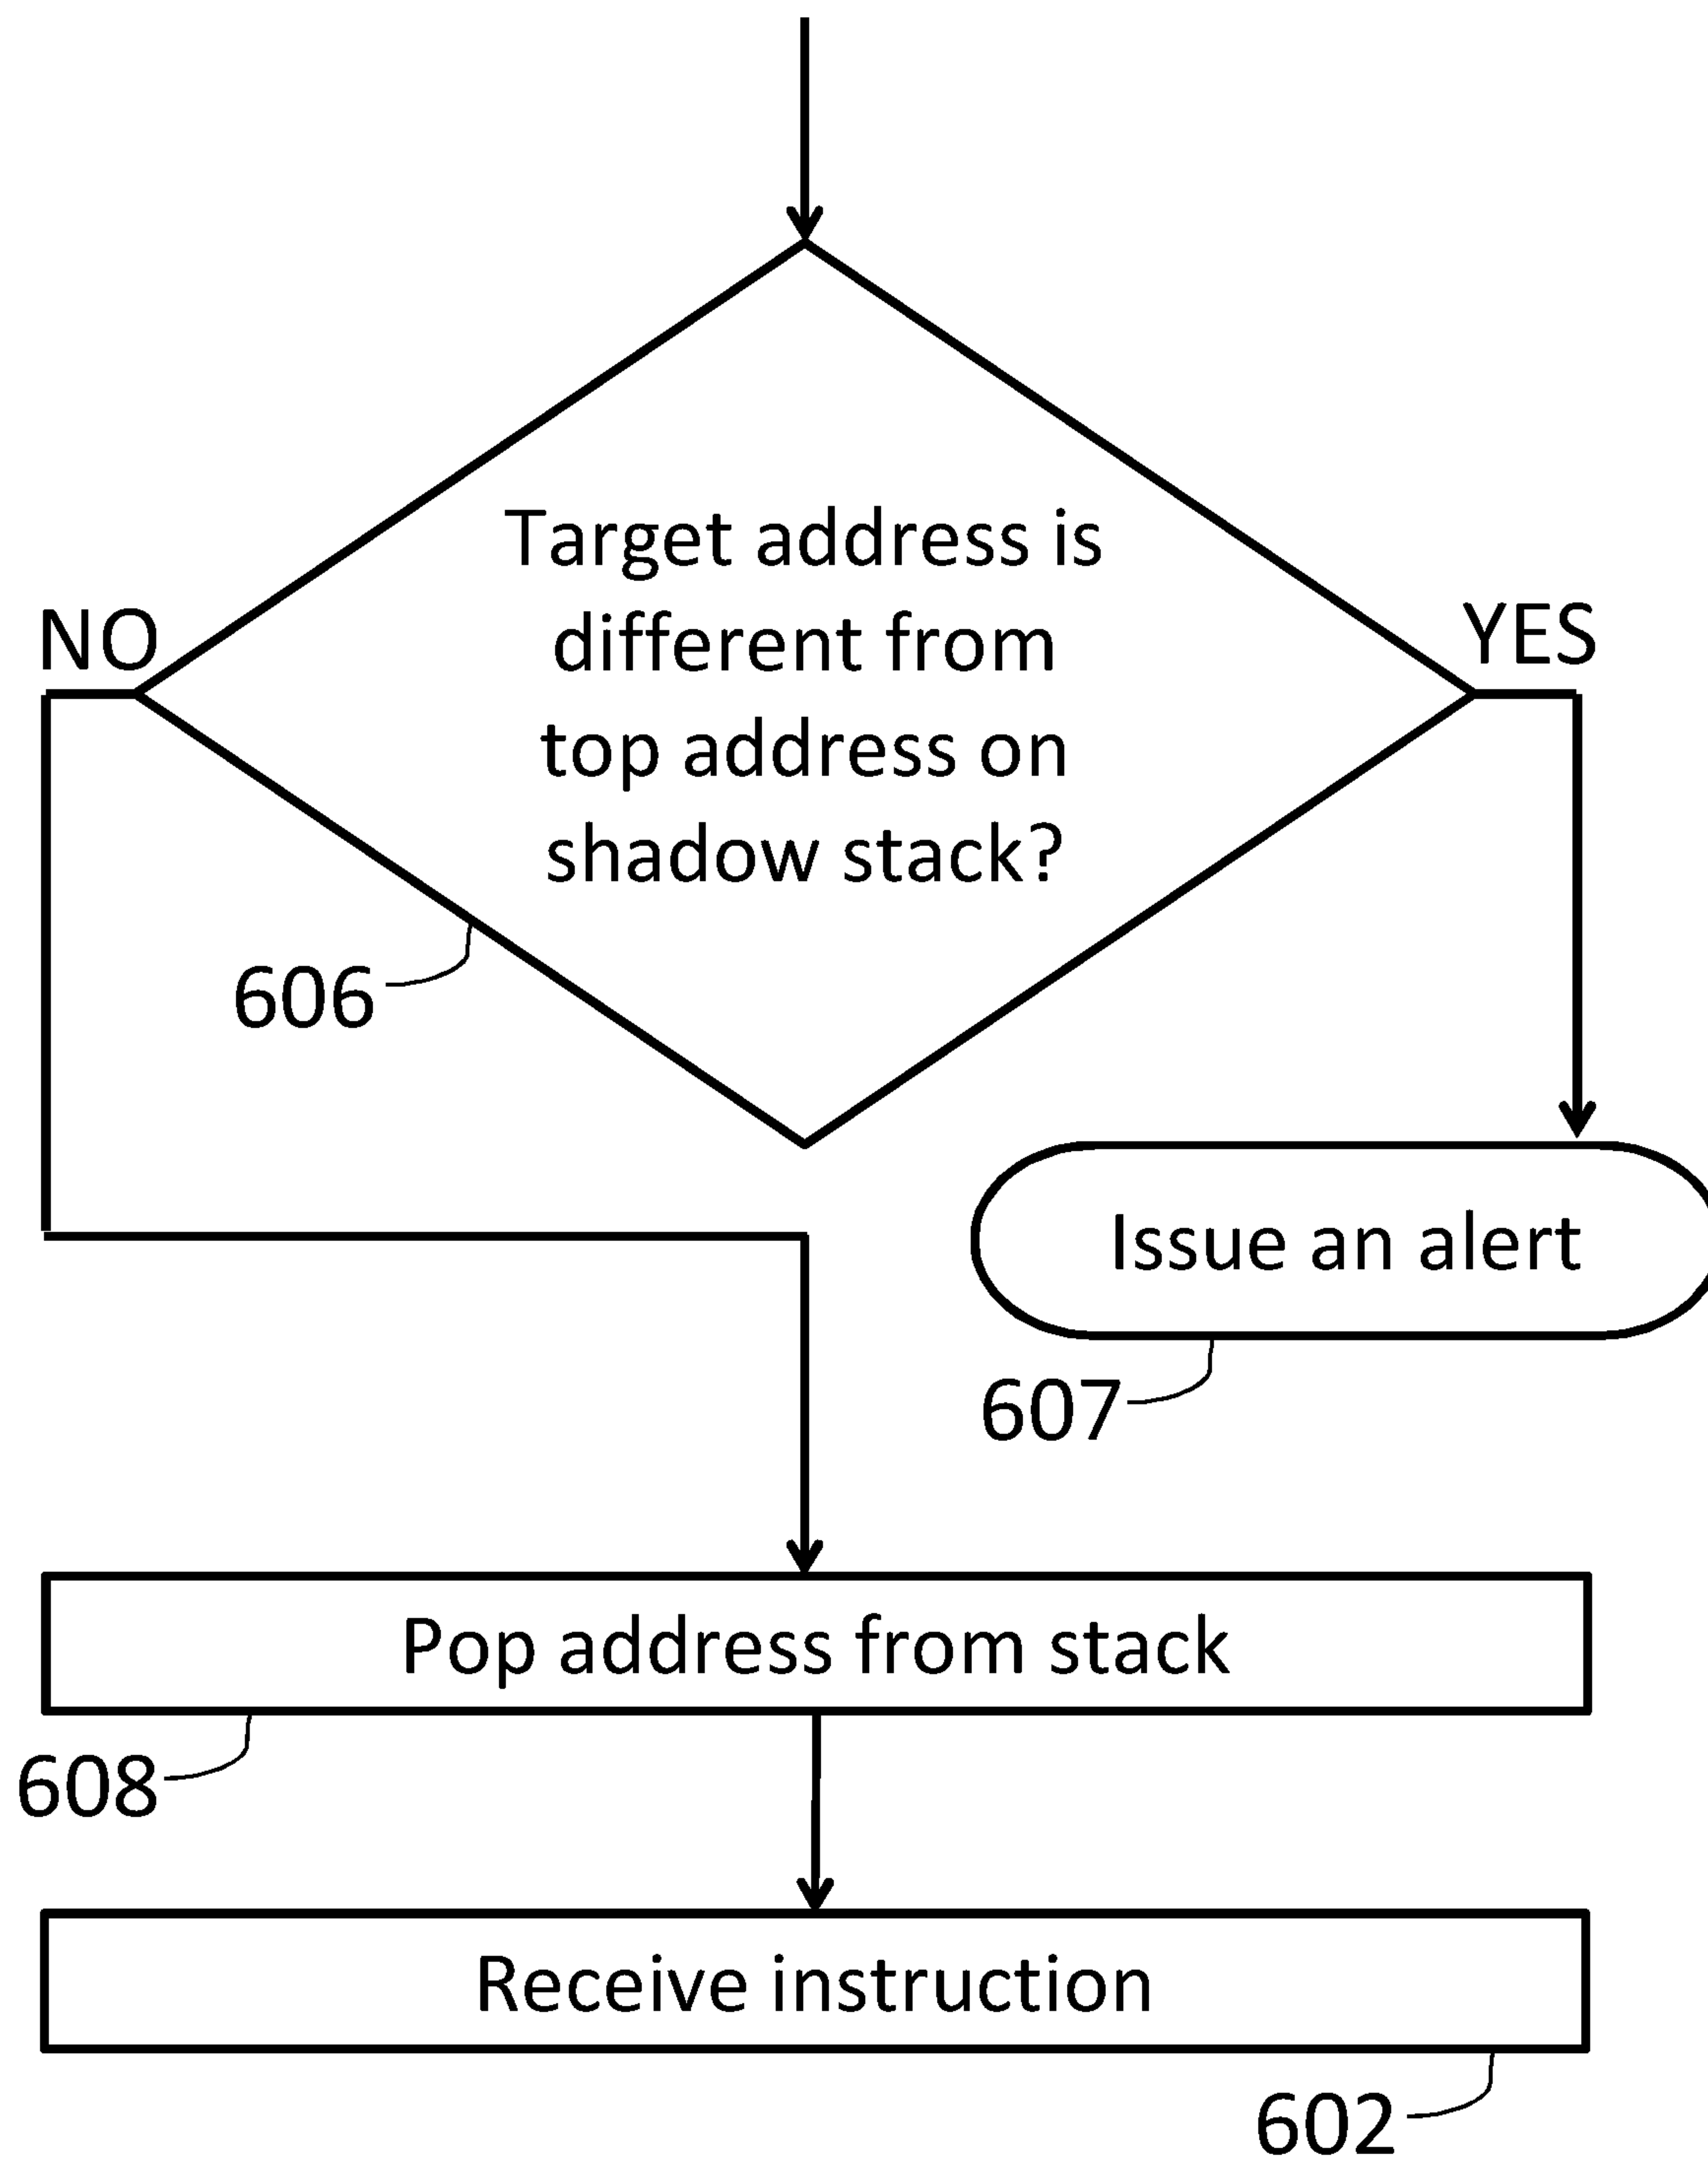 Target address is
different from
top address on
shadow stack?
NO
YES
606
Issue an alert
607
Pop address from stack
608
Receive instruction
602